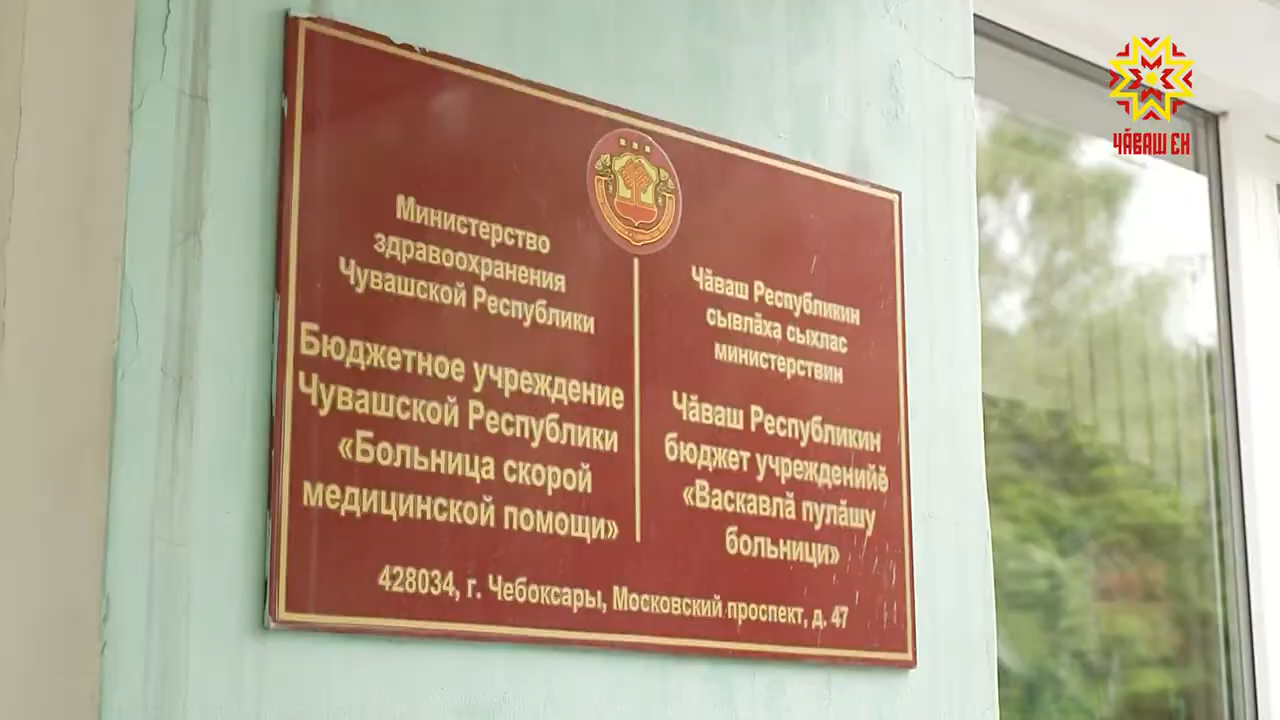 ЧӐВАШ ЕН
Министерство
здравоохранения
Чувашской Республики
Бюджетное учреждение
Чувашской Республики
«Больница скорой
медицинской помощи»
Чӑваш Республикин
сывлӑха сыхлас
министерствин
Чӑваш Республикин
бюджет учрежденийӗ
«Васкавлӑ пулӑшу
больници»
428034, г. Чебоксары, Московский проспект, д. 47